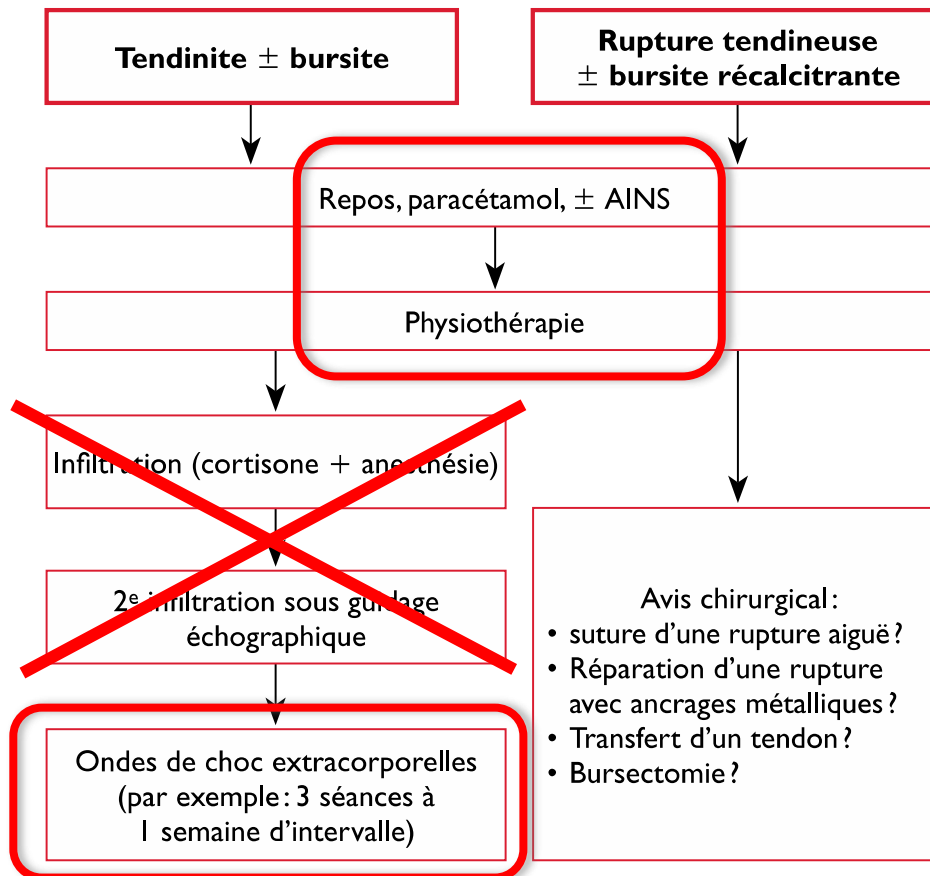 Tendinite ± bursite
Rupture tendineuse
± bursite récalcitrante
Repos, paracétamol, ± AINS
Physiothérapie
Infiltration (cortisone + anesthésie)
2e infiltration sous guidage
échographique
Ondes de choc extracorporelles
(par exemple : 3 séances à
1 semaine d’intervalle)
Avis chirurgical :
• suture d’une rupture aiguë ?
• Réparation d’une rupture
avec ancrages métalliques ?
• Transfert d’un tendon ?
• Bursectomie ?